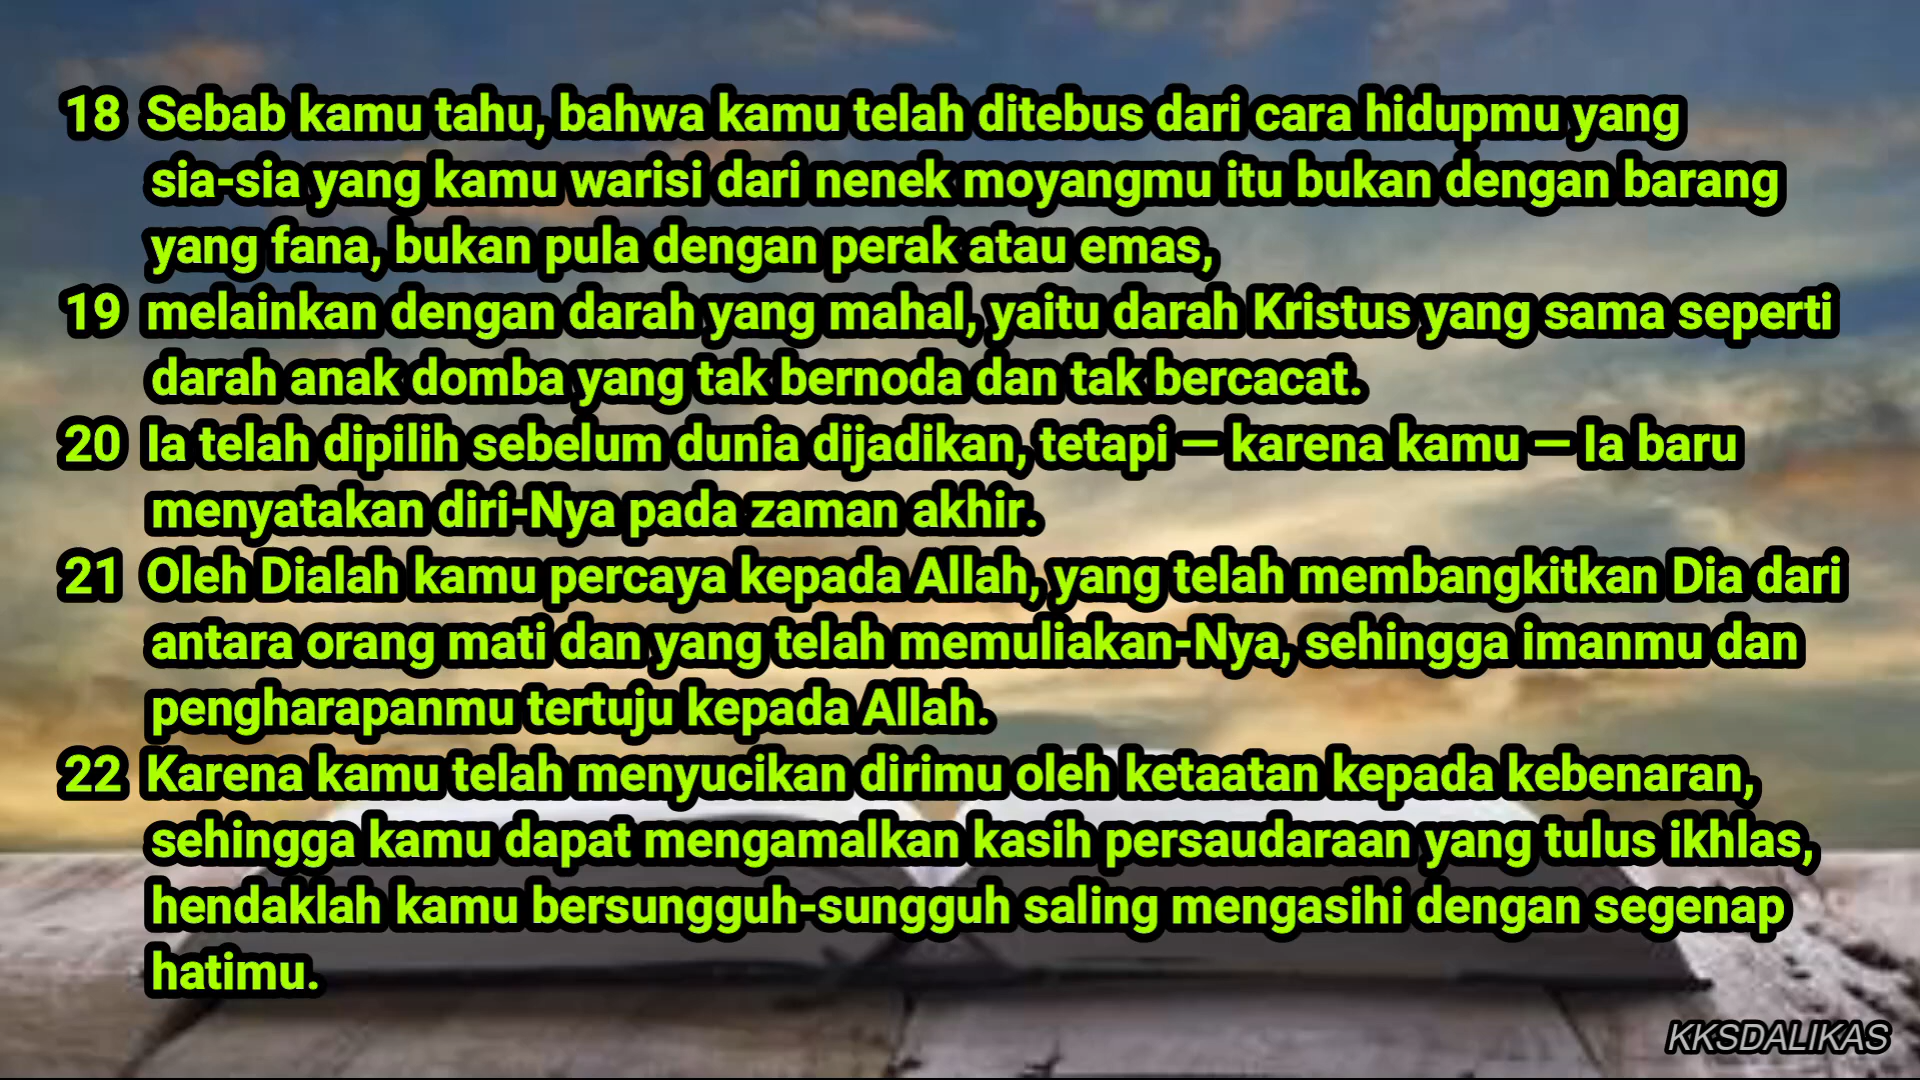 18 Sebab kamu tahu, bahwa kamu telah ditebus dari cara hidupmu yang
sia-sia yang kamu warisi dari nenek moyangmu itu bukan dengan barang
yang fana, bukan pula dengan perak atau emas,
19 melainkan dengan darah yang mahal, yaitu darah Kristus yang sama seperti
darah anak domba yang tak bernoda dan tak bercacat.
20 Ia telah dipilih sebelum dunia dijadikan, tetapi — karena kamu — Ia baru
menyatakan diri-Nya pada zaman akhir.
21 Oleh Dialah kamu percaya kepada Allah, yang telah membangkitkan Dia dari
antara orang mati dan yang telah memuliakan-Nya, sehingga imanmu dan
pengharapanmu tertuju kepada Allah.
22 Karena kamu telah menyucikan dirimu oleh ketaatan kepada kebenaran,
sehingga kamu dapat mengamalkan kasih persaudaraan yang tulus ikhlas,
hendaklah kamu bersungguh-sungguh saling mengasihi dengan segenap
hatimu.
KKSDALIKAS